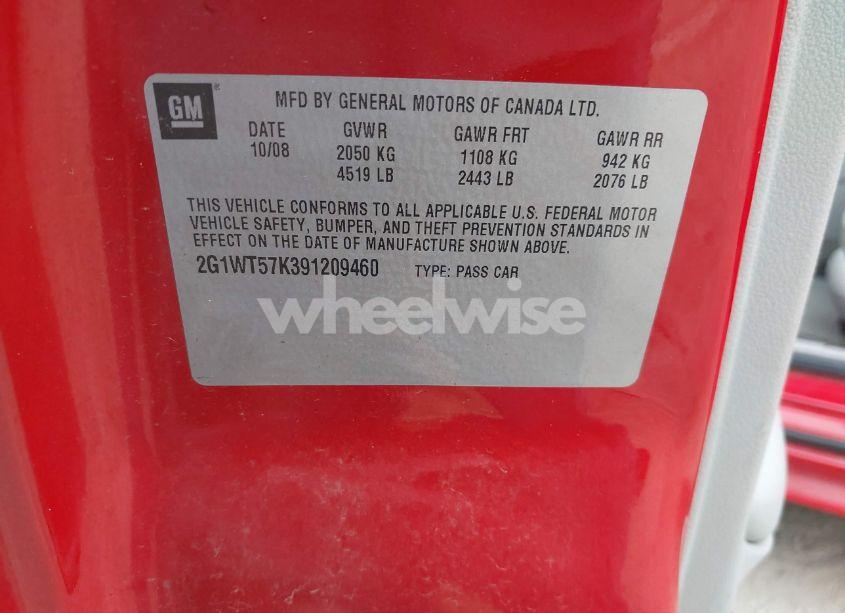 GM
MFD BY GENERAL MOTORS OF CANADA LTD.
DATE GVWR GAWR FRT GAWR RR
10/08 2050 KG 1108 KG 942 KG
4519 LB 2443 LB 2076 LB
THIS VEHICLE CONFORMS TO ALL APPLICABLE U.S. FEDERAL MOTOR
VEHICLE SAFETY, BUMPER, AND THEFT PREVENTION STANDARDS IN
EFFECT ON THE DATE OF MANUFACTURE SHOWN ABOVE.
2G1WT57K391209460 TYPE: PASS CAR
wheelwise